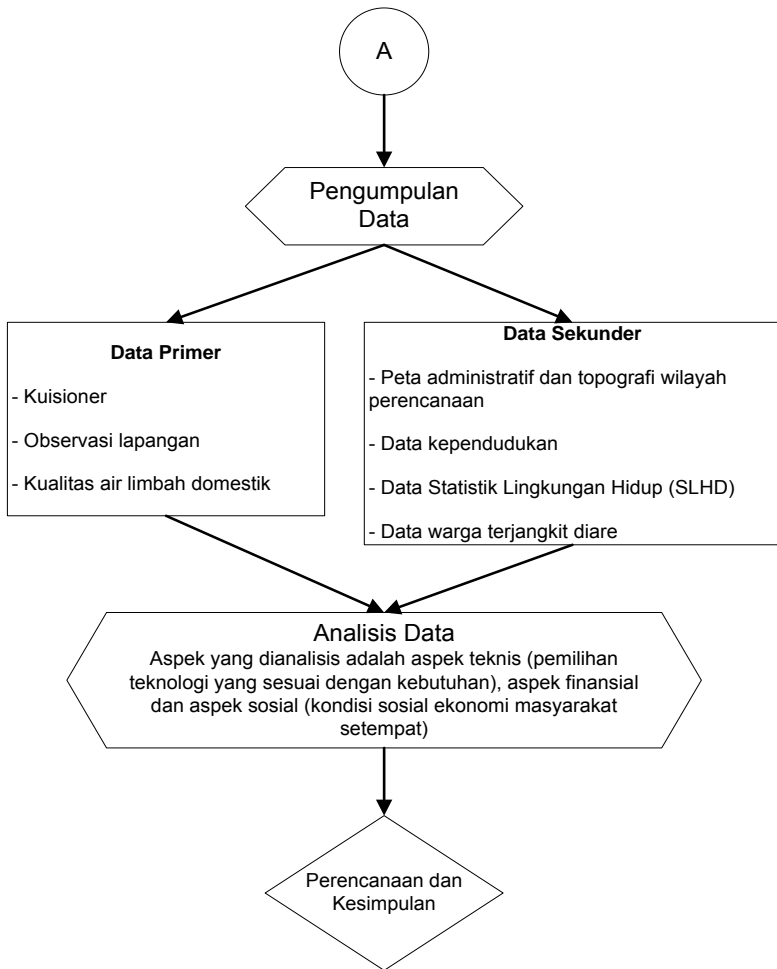 A
Pengumpulan
Data
Data Primer
- Kuisioner
- Observasi lapangan
- Kualitas air limbah domestik
Data Sekunder
- Peta administratif dan topografi wilayah
perencanaan
- Data kependudukan
- Data Statistik Lingkungan Hidup (SLHD)
- Data warga terjangkit diare
Analisis Data
Aspek yang dianalisis adalah aspek teknis (pemilihan
teknologi yang sesuai dengan kebutuhan), aspek finansial
dan aspek sosial (kondisi sosial ekonomi masyarakat
setempat)
Perencanaan dan
Kesimpulan